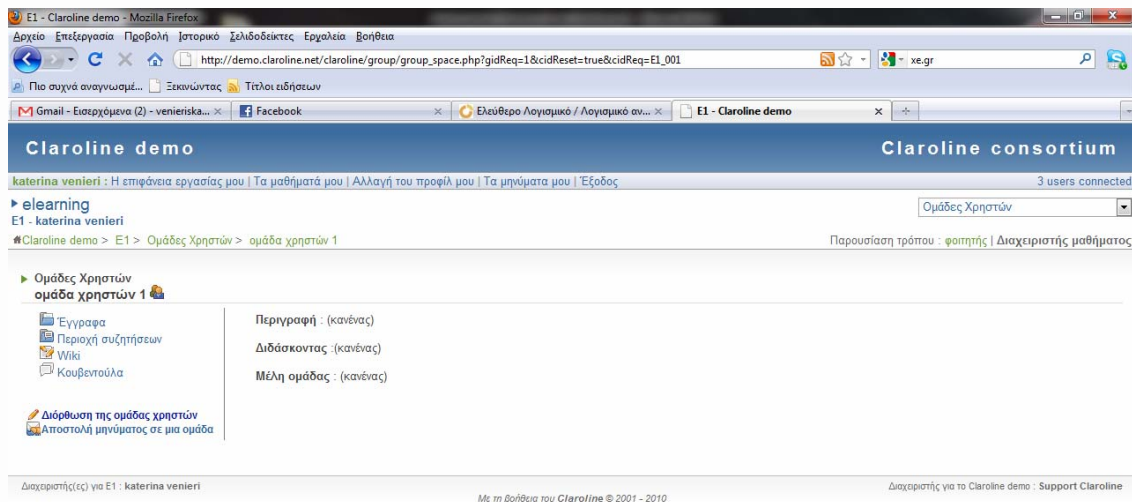 E1 - Claroline demo - Mozilla Firefox
Αρχείο Επεξεργασία Προβολή Ιστορικό Σελιδοδείκτες Εργαλεία Βοήθεια
http://demo.claroline.net/claroline/group/group_space.php?gidReq=1&cidReset=true&cidReq=E1_001 xe.gr
Πιο συχνά αναγνωσμέ... Ξεκινώντας Τίτλοι ειδήσεων
Gmail - Εισερχόμενα (2) - venieriska... Facebook Ελεύθερο Λογισμικό / Λογισμικό αν... E1 - Claroline demo
Claroline demo Claroline consortium
katerina venieri : Η επιφάνεια εργασίας μου | Τα μαθήματά μου | Αλλαγή του προφίλ μου | Τα μηνύματα μου | Έξοδος 3 users connected
elearning
E1 - katerina venieri
Ομάδες Χρηστών
Claroline demo > E1 > Ομάδες Χρηστών > ομάδα χρηστών 1 Παρουσίαση τρόπου : φοιτητής | Διαχειριστής μαθήματος
Ομάδες Χρηστών
ομάδα χρηστών 1
Έγγραφα
Περιοχή συζητήσεων
Wiki
Κουβεντούλα
Διόρθωση της ομάδας χρηστών
Αποστολή μηνύματος σε μια ομάδα
Περιγραφή : (κανένας)
Διδάσκοντας :(κανένας)
Μέλη ομάδας : (κανένας)
Διαχειριστής(ες) για E1 : katerina venieri Διαχειριστής για το Claroline demo : Support Claroline
Με τη βοήθεια του Claroline © 2001 - 2010